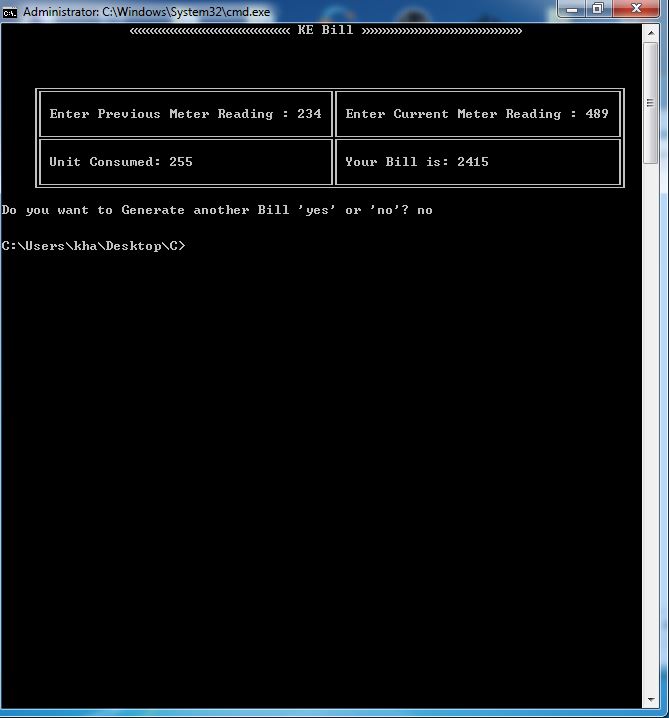 Administrator: C:\Windows\System32\cmd.exe
«««««««««««««««««««« KE Bill »»»»»»»»»»»»»»»»»»»»
Enter Previous Meter Reading : 234 Enter Current Meter Reading : 489
Unit Consumed: 255 Your Bill is: 2415
Do you want to Generate another Bill 'yes' or 'no'? no
C:\Users\kha\Desktop\C>